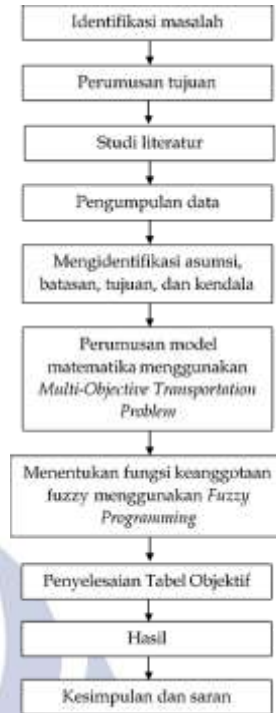 Identifikasi masalah
Perumusan tujuan
Studi literatur
Pengumpulan data
Mengidentifikasi asumsi,
batasan, tujuan, dan kendala
Perumusan model
matematika menggunakan
Multi-Objective Transportation
Problem
Menentukan fungsi keanggotaan
fuzzy menggunakan Fuzzy
Programming
Penyelesaian Tabel Objektif
Hasil
Kesimpulan dan saran